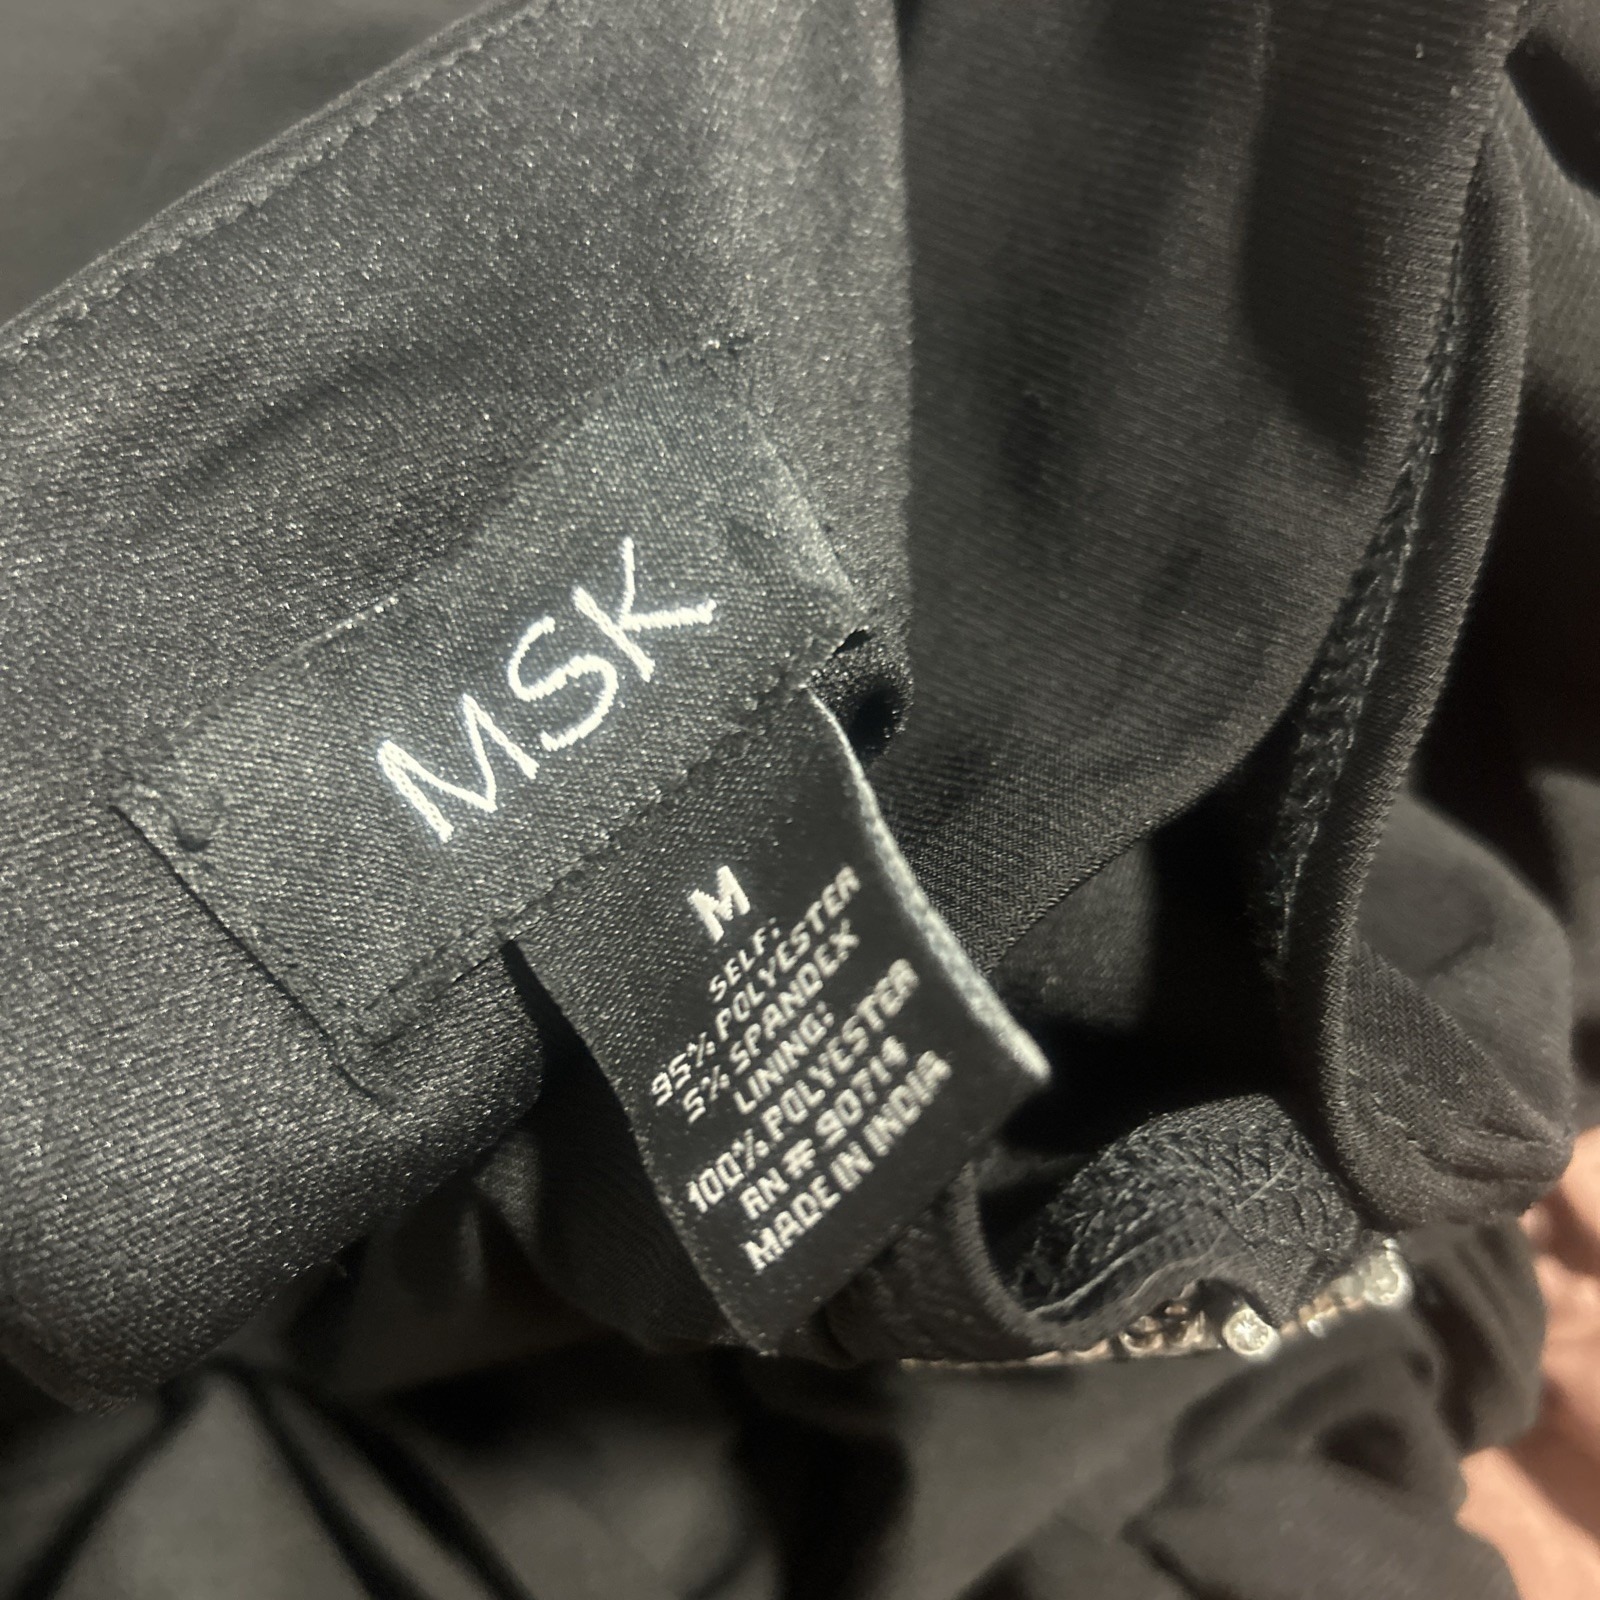 MSK
M
SELF:
95% POLYESTER
5% SPANDEX
LINING:
100% POLYESTER
RN# 90714
MADE IN INDIA